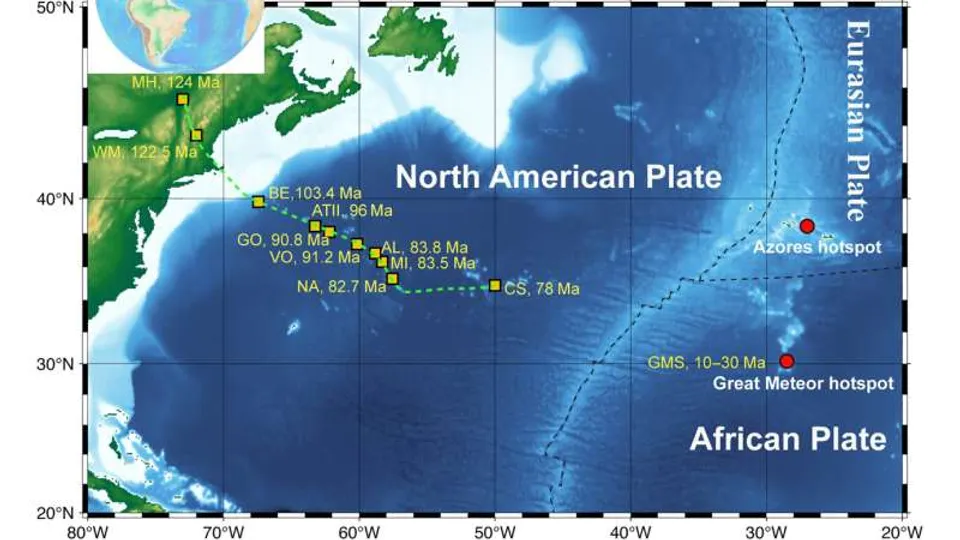 50°N
MH, 124 Ma
WM, 122.5 Ma
Eurasian Plate
North American Plate
40°N
BE,103.4 Ma
ATII, 96 Ma
GO, 90.8 Ma
VO, 91.2 Ma
AL, 83.8 Ma
MI, 83.5 Ma
NA, 82.7 Ma
CS, 78 Ma
Azores hotspot
30°N
GMS, 10–30 Ma
Great Meteor hotspot
African Plate
20°N
80°W 70°W 60°W 50°W 40°W 30°W 20°W